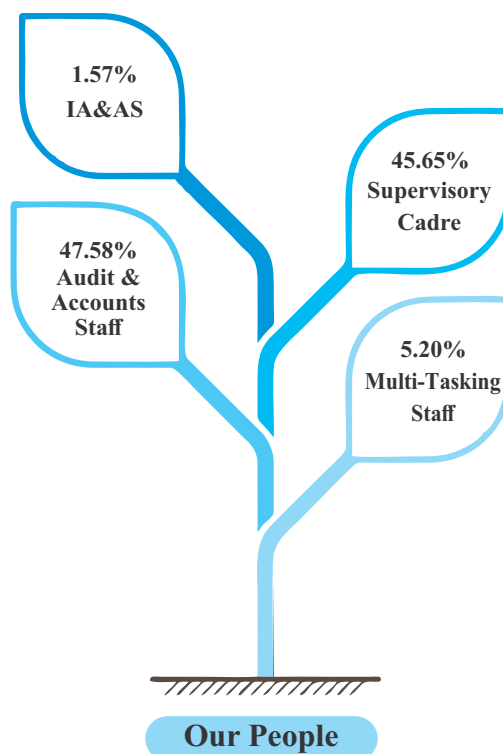 1.57%
IA&AS
45.65%
Supervisory
Cadre
47.58%
Audit &
Accounts
Staff
5.20%
Multi-Tasking
Staff
Our People